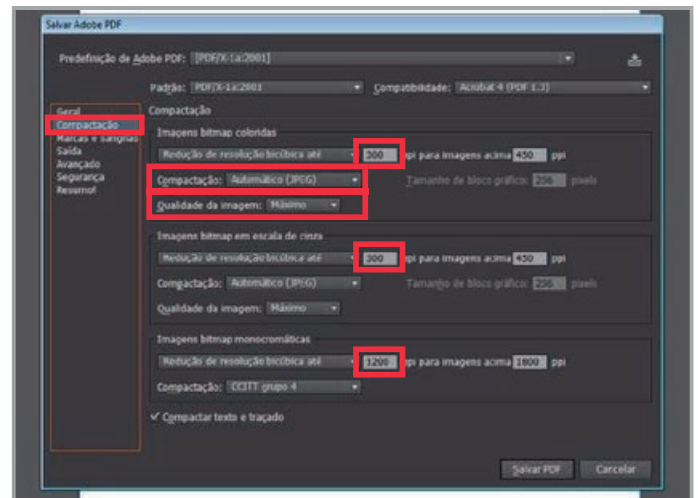 Salvar Adobe PDF
Predefinição de Adobe PDF: [PDF/X-1a:2001]
Padrão: PDF/X-1a:2001 Compatibilidade: Acrobat 4 (PDF 1.3)
Geral
Compactação
Marcas e sangrias
Saída
Avançado
Segurança
Resumo!
Compactação
Imagens bitmap coloridas
Redução de resolução bicúbica até 300 ppi para imagens acima 450 ppi
Compactação: Automático (JPEG) Tamanho de bloco gráfico: 256 pixels
Qualidade da imagem: Máximo
Imagens bitmap em escala de cinza
Redução de resolução bicúbica até 300 ppi para imagens acima 450 ppi
Compactação: Automático (JPEG) Tamanho de bloco gráfico: 256 pixels
Qualidade da imagem: Máximo
Imagens bitmap monocromáticas
Redução de resolução bicúbica até 1200 ppi para imagens acima 1800 ppi
Compactação: CCITT grupo 4
Compactar texto e traçado
Salvar PDF Cancelar